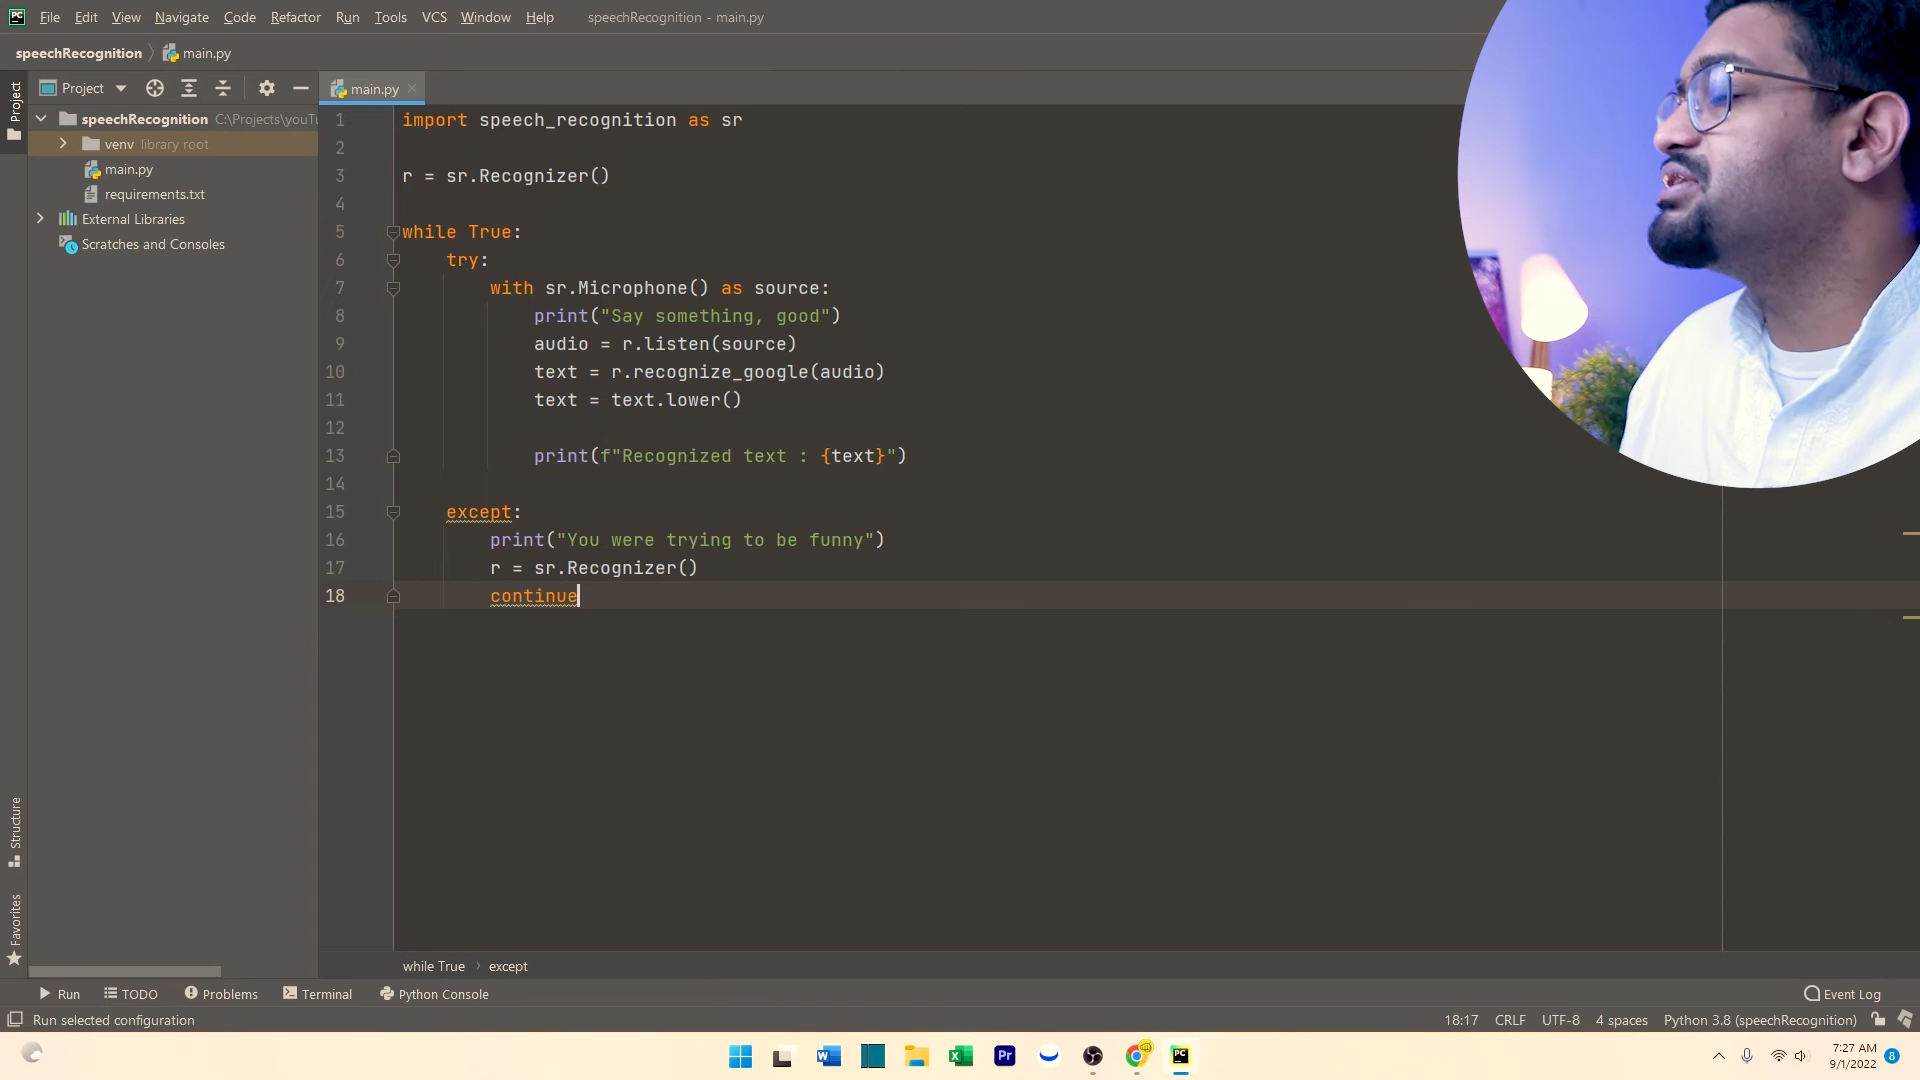 File Edit View Navigate Code Refactor Run Tools VCS Window Help speechRecognition - main.py
speechRecognition main.py
Project
Project
main.py
speechRecognition C:\Projects\youTu
venv library root
main.py
requirements.txt
External Libraries
Scratches and Consoles
1 import speech_recognition as sr
2
3 r = sr.Recognizer()
4
5 while True:
6 try:
7 with sr.Microphone() as source:
8 print("Say something, good")
9 audio = r.listen(source)
10 text = r.recognize_google(audio)
11 text = text.lower()
12
13 print(f"Recognized text : {text}")
14
15 except:
16 print("You were trying to be funny")
17 r = sr.Recognizer()
18 continue
Structure
Favorites
while True › except
Run TODO Problems Terminal Python Console Event Log
Run selected configuration 18:17 CRLF UTF-8 4 spaces Python 3.8 (speechRecognition)
7:27 AM
9/1/2022
8